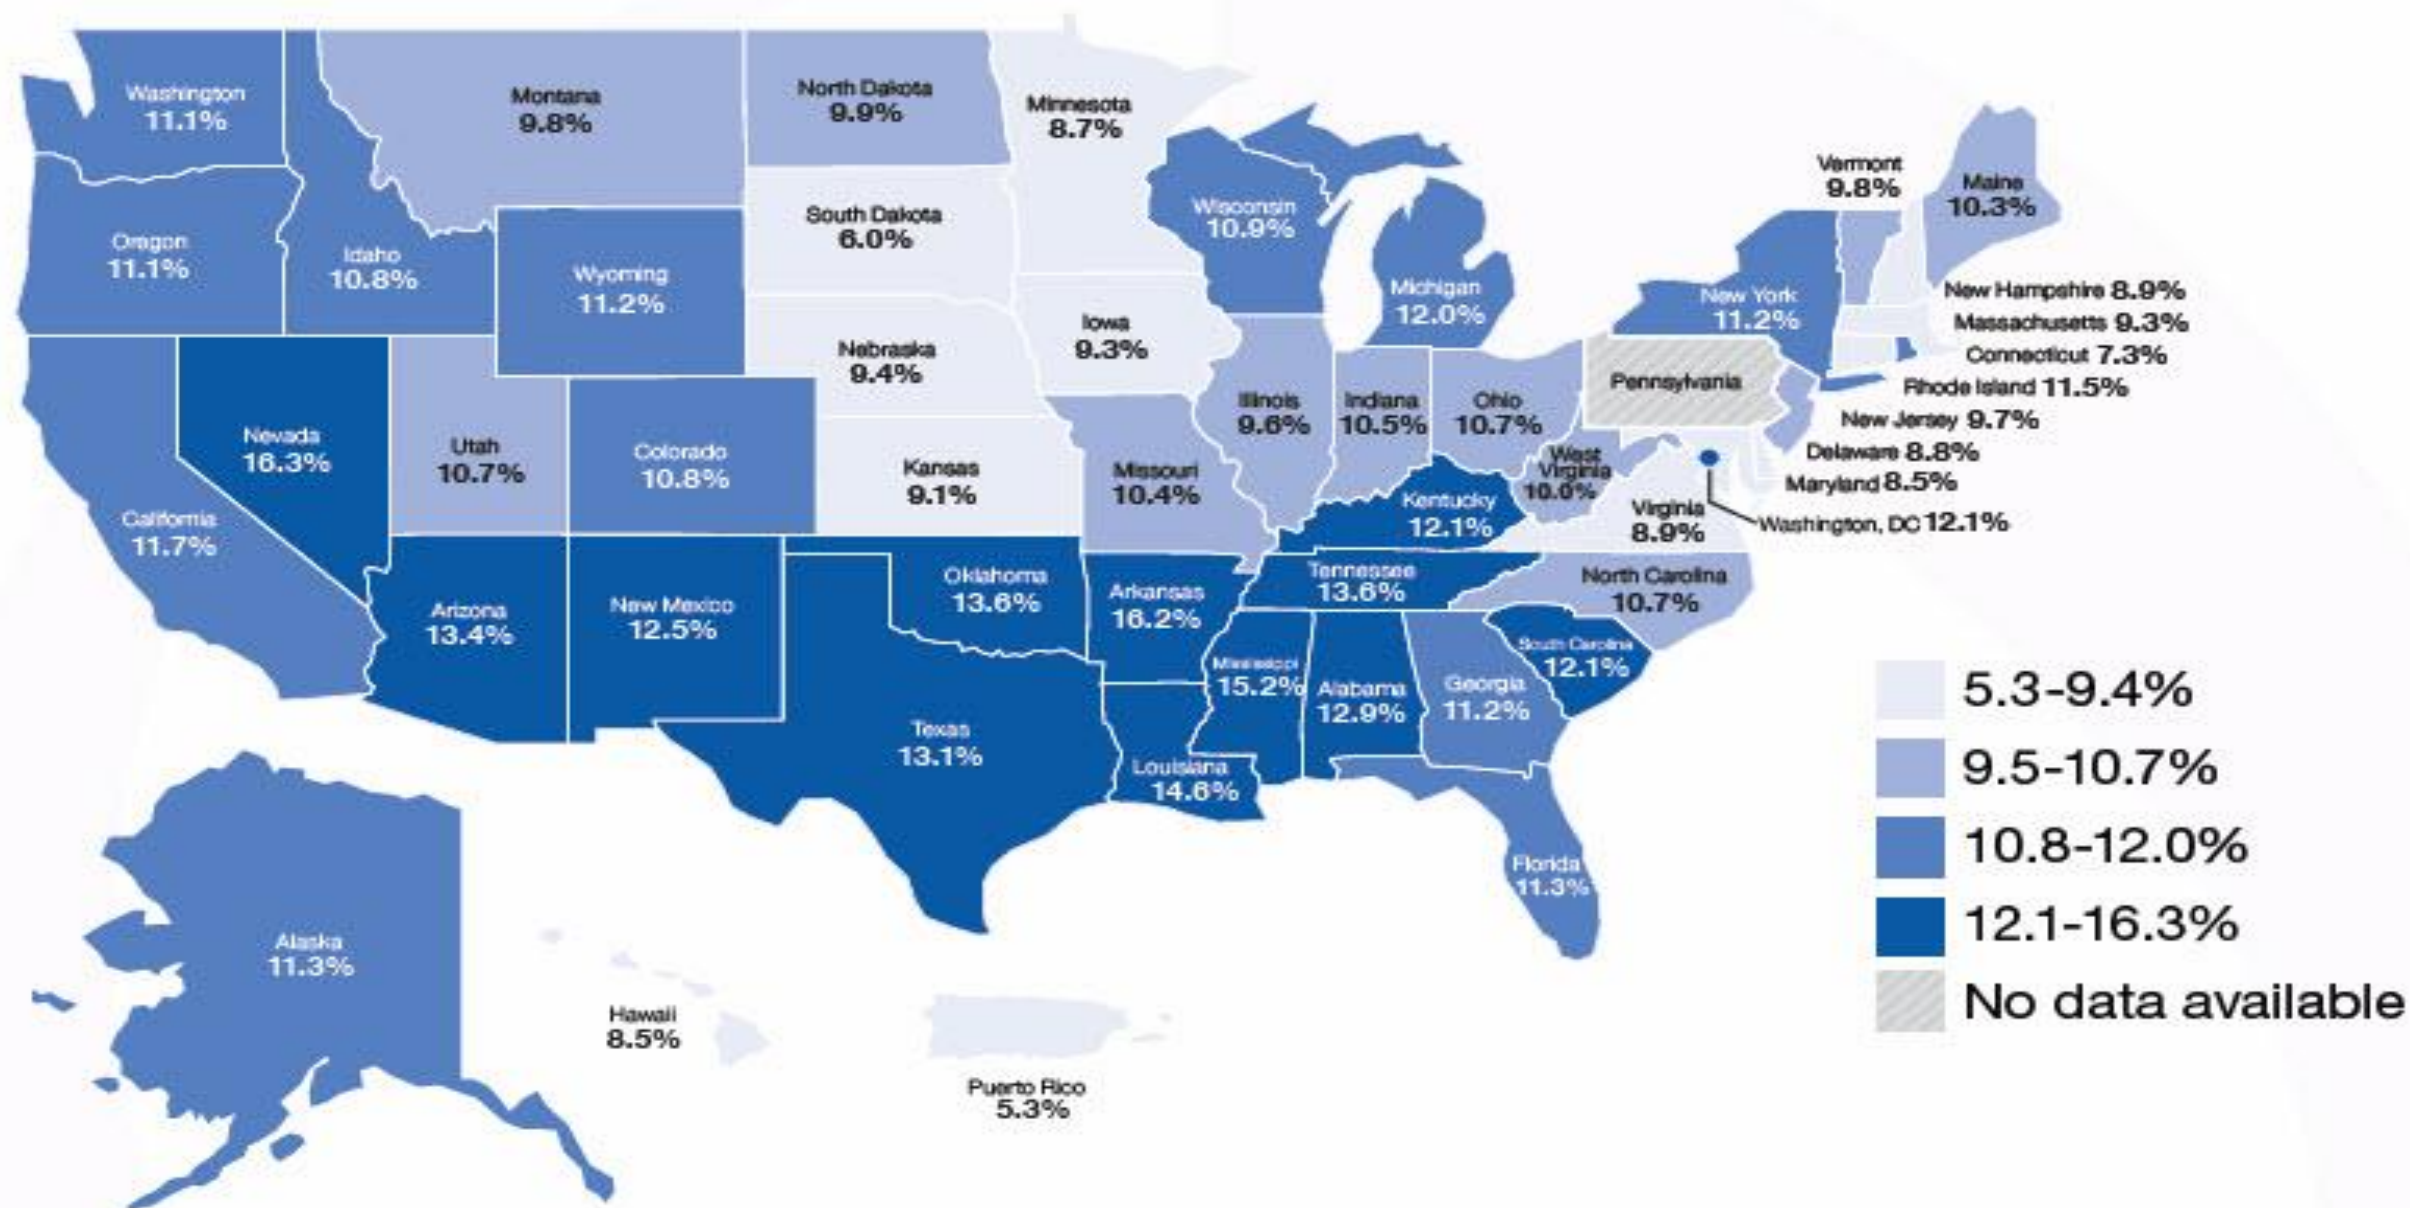 Washington
11.1%
Montana
9.8%
North Dakota
9.9%
Minnesota
8.7%
Vermont
9.8%
Maine
10.3%
Oregon
11.1%
Idaho
10.8%
Wyoming
11.2%
South Dakota
6.0%
Wisconsin
10.9%
Michigan
12.0%
New York
11.2%
New Hampshire 8.9%
Massachusetts 9.3%
Connecticut 7.3%
Rhode Island 11.5%
New Jersey 9.7%
Delaware 8.8%
Maryland 8.5%
Washington, DC 12.1%
Nebraska
9.4%
Iowa
9.3%
Illinois
9.6%
Indiana
10.5%
Ohio
10.7%
Pennsylvania
Nevada
16.3%
Utah
10.7%
Colorado
10.8%
Kansas
9.1%
Missouri
10.4%
West
Virginia
10.0%
Kentucky
12.1%
Virginia
8.9%
California
11.7%
Arizona
13.4%
New Mexico
12.5%
Oklahoma
13.6%
Arkansas
16.2%
Tennessee
13.6%
North Carolina
10.7%
South Carolina
12.1%
Mississippi
15.2%
Alabama
12.9%
Georgia
11.2%
Texas
13.1%
Louisiana
14.6%
Florida
11.3%
Alaska
11.3%
Hawaii
8.5%
Puerto Rico
5.3%
5.3-9.4%
9.5-10.7%
10.8-12.0%
12.1-16.3%
No data available